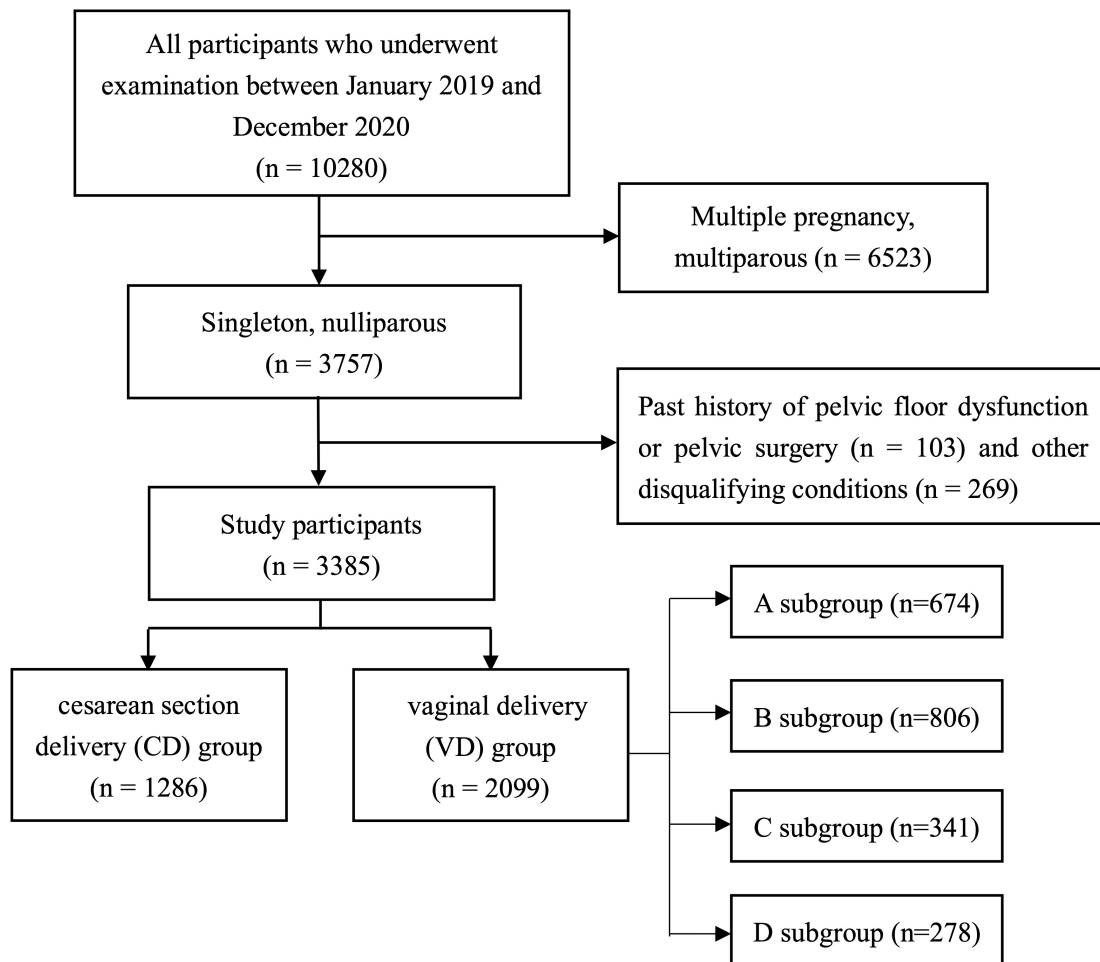 All participants who underwent
examination between January 2019 and
December 2020
(n = 10280)
Multiple pregnancy,
multiparous (n = 6523)
Singleton, nulliparous
(n = 3757)
Past history of pelvic floor dysfunction
or pelvic surgery (n = 103) and other
disqualifying conditions (n = 269)
Study participants
(n = 3385)
cesarean section
delivery (CD) group
(n = 1286)
vaginal delivery
(VD) group
(n = 2099)
A subgroup (n=674)
B subgroup (n=806)
C subgroup (n=341)
D subgroup (n=278)